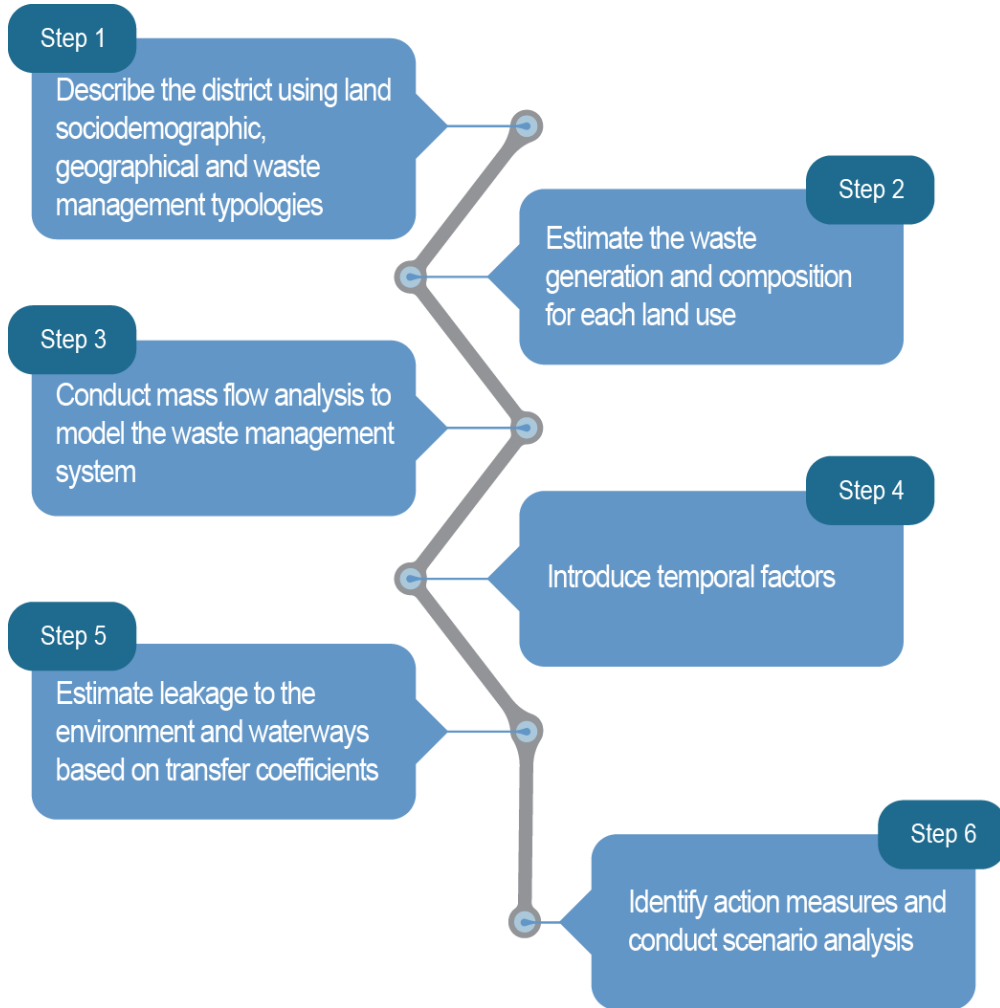 Step 1
Describe the district using land
sociodemographic,
geographical and waste
management typologies
Step 2
Estimate the waste
generation and composition
for each land use
Step 3
Conduct mass flow analysis to
model the waste management
system
Step 4
Introduce temporal factors
Step 5
Estimate leakage to the
environment and waterways
based on transfer coefficients
Step 6
Identify action measures and
conduct scenario analysis